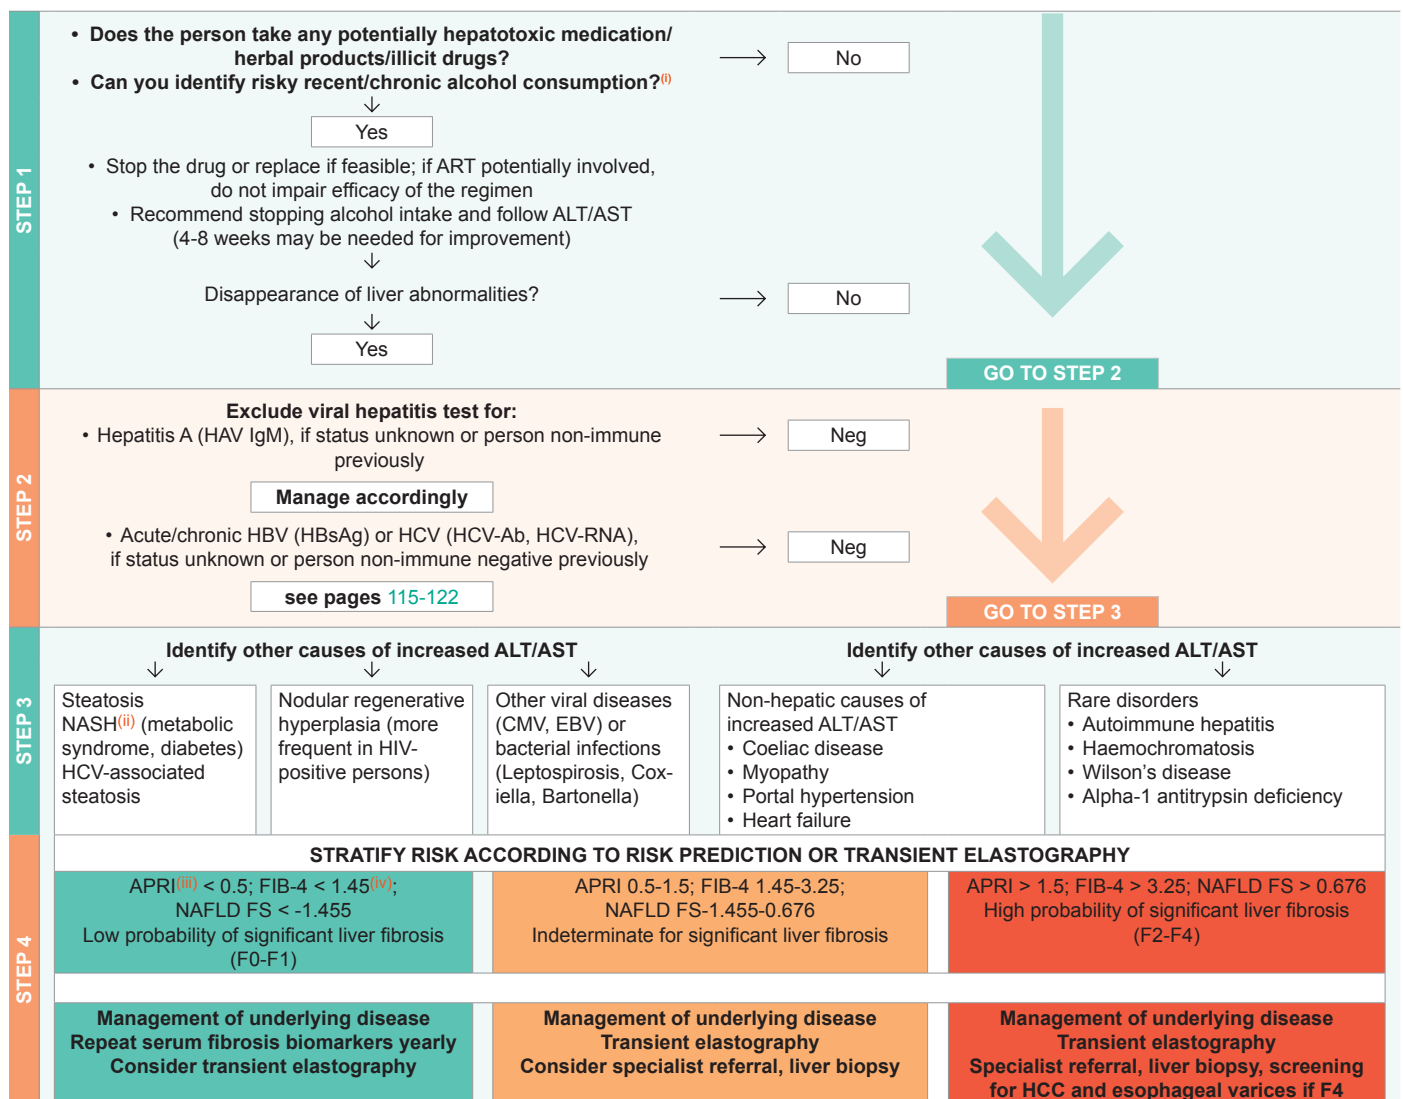 STEP 1
• Does the person take any potentially hepatotoxic medication/
herbal products/illicit drugs?
• Can you identify risky recent/chronic alcohol consumption?(i)
No
Yes
• Stop the drug or replace if feasible; if ART potentially involved,
do not impair efficacy of the regimen
• Recommend stopping alcohol intake and follow ALT/AST
(4-8 weeks may be needed for improvement)
Disappearance of liver abnormalities?
No
Yes
GO TO STEP 2
STEP 2
Exclude viral hepatitis test for:
• Hepatitis A (HAV IgM), if status unknown or person non-immune
previously
Neg
Manage accordingly
• Acute/chronic HBV (HBsAg) or HCV (HCV-Ab, HCV-RNA),
if status unknown or person non-immune negative previously
Neg
see pages 115-122
GO TO STEP 3
STEP 3
Identify other causes of increased ALT/AST
Steatosis
NASH(ii) (metabolic
syndrome, diabetes)
HCV-associated
steatosis
Nodular regenerative
hyperplasia (more
frequent in HIV-
positive persons)
Other viral diseases
(CMV, EBV) or
bacterial infections
(Leptospirosis, Cox-
iella, Bartonella)
Identify other causes of increased ALT/AST
Non-hepatic causes of
increased ALT/AST
• Coeliac disease
• Myopathy
• Portal hypertension
• Heart failure
Rare disorders
• Autoimmune hepatitis
• Haemochromatosis
• Wilson's disease
• Alpha-1 antitrypsin deficiency
STEP 4
STRATIFY RISK ACCORDING TO RISK PREDICTION OR TRANSIENT ELASTOGRAPHY
APRI(iii) < 0.5; FIB-4 < 1.45(iv);
NAFLD FS < -1.455
Low probability of significant liver fibrosis
(F0-F1)
APRI 0.5-1.5; FIB-4 1.45-3.25;
NAFLD FS-1.455-0.676
Indeterminate for significant liver fibrosis
APRI > 1.5; FIB-4 > 3.25; NAFLD FS > 0.676
High probability of significant liver fibrosis
(F2-F4)
Management of underlying disease
Repeat serum fibrosis biomarkers yearly
Consider transient elastography
Management of underlying disease
Transient elastography
Consider specialist referral, liver biopsy
Management of underlying disease
Transient elastography
Specialist referral, liver biopsy, screening
for HCC and esophageal varices if F4